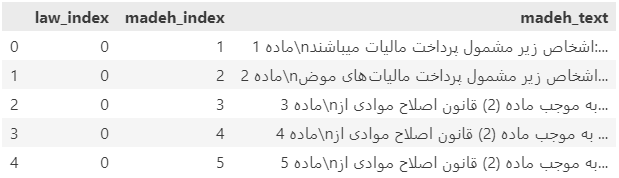 law_index madeh_index madeh_text
0 0 1 ماده 1\nاشخاص زیر مشمول پرداخت مالیات میباشند:...
1 0 2 ماده 2\nاشخاص زیر مشمول پرداخت مالیات‌های موض...
2 0 3 ماده 3\nبه موجب ماده (2) قانون اصلاح موادی از...
3 0 4 ماده 4\nبه موجب ماده (2) قانون اصلاح موادی از ...
4 0 5 ماده 5\nبه موجب ماده (2) قانون اصلاح موادی از...